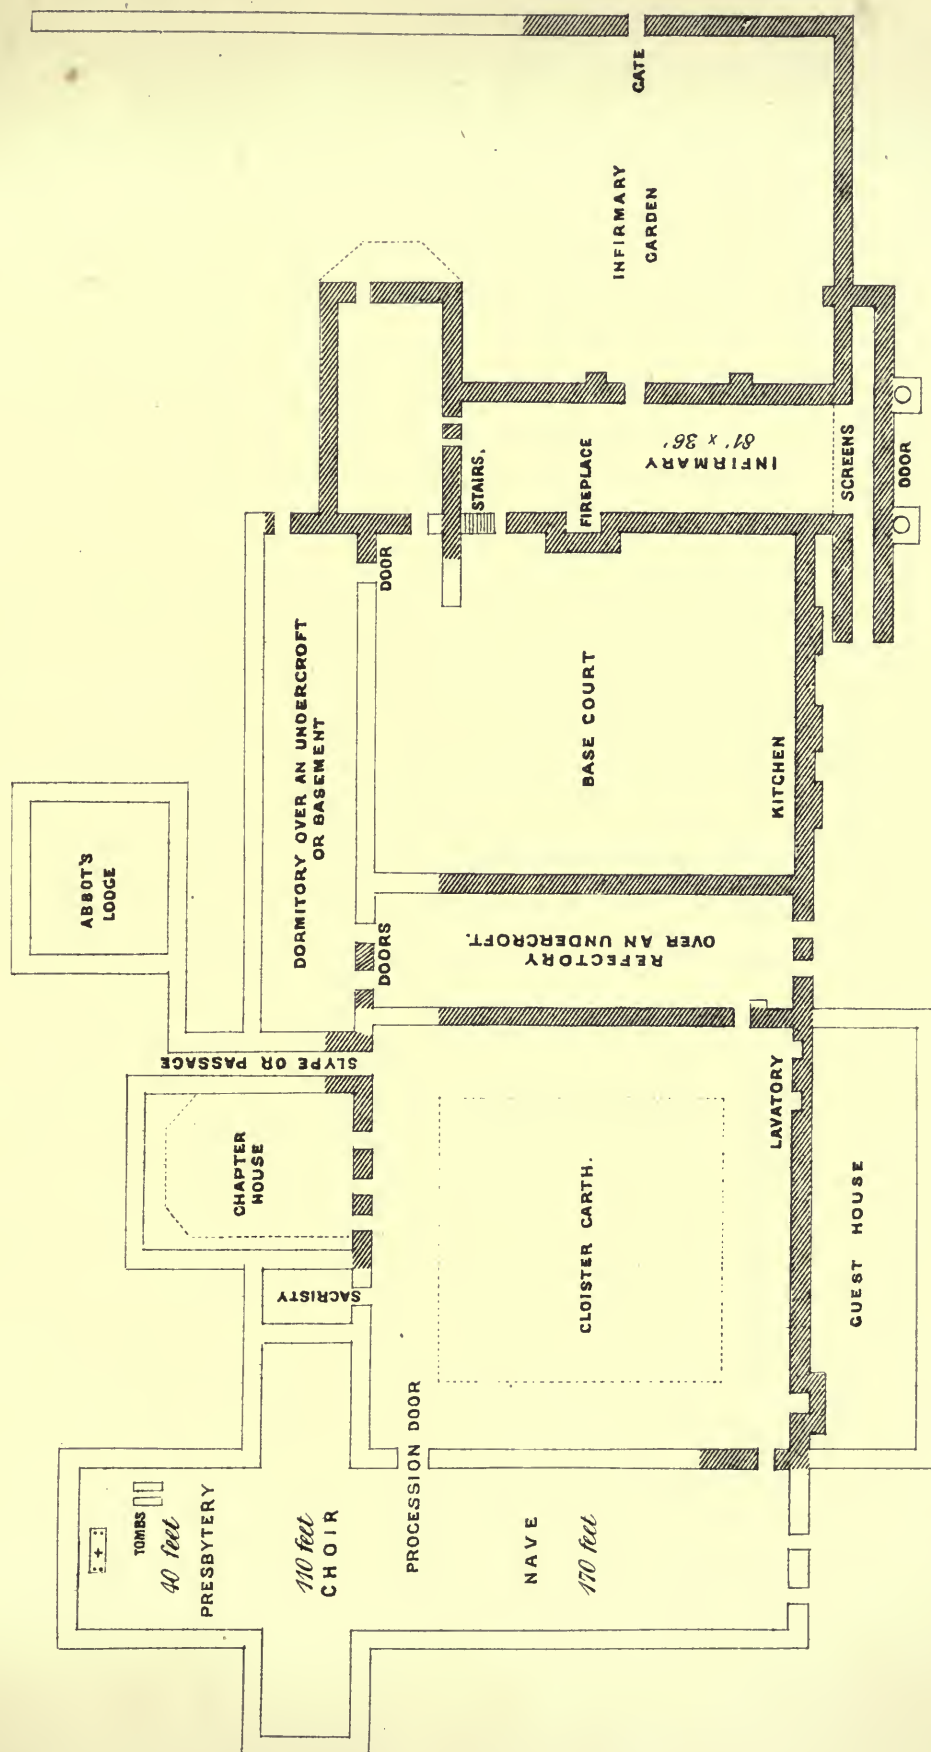 GATE
INFIRMARY
GARDEN
STAIRS,
FIREPLACE
INFIRMARY
81' x 36'
SCREENS
DOOR
DOOR
DORMITORY OVER AN UNDERCROFT
OR BASEMENT
BASE COURT
KITCHEN
ABBOT'S
LODGE
DOORS
REFECTORY
OVER AN UNDERCROFT.
SLYPE OR PASSAGE
CHAPTER
HOUSE
LAVATORY
SACRISTY
CLOISTER GARTH.
GUEST HOUSE
PROCESSION DOOR
TOMBS
40 feet
PRESBYTERY
110 feet
CHOIR
NAVE
170 feet